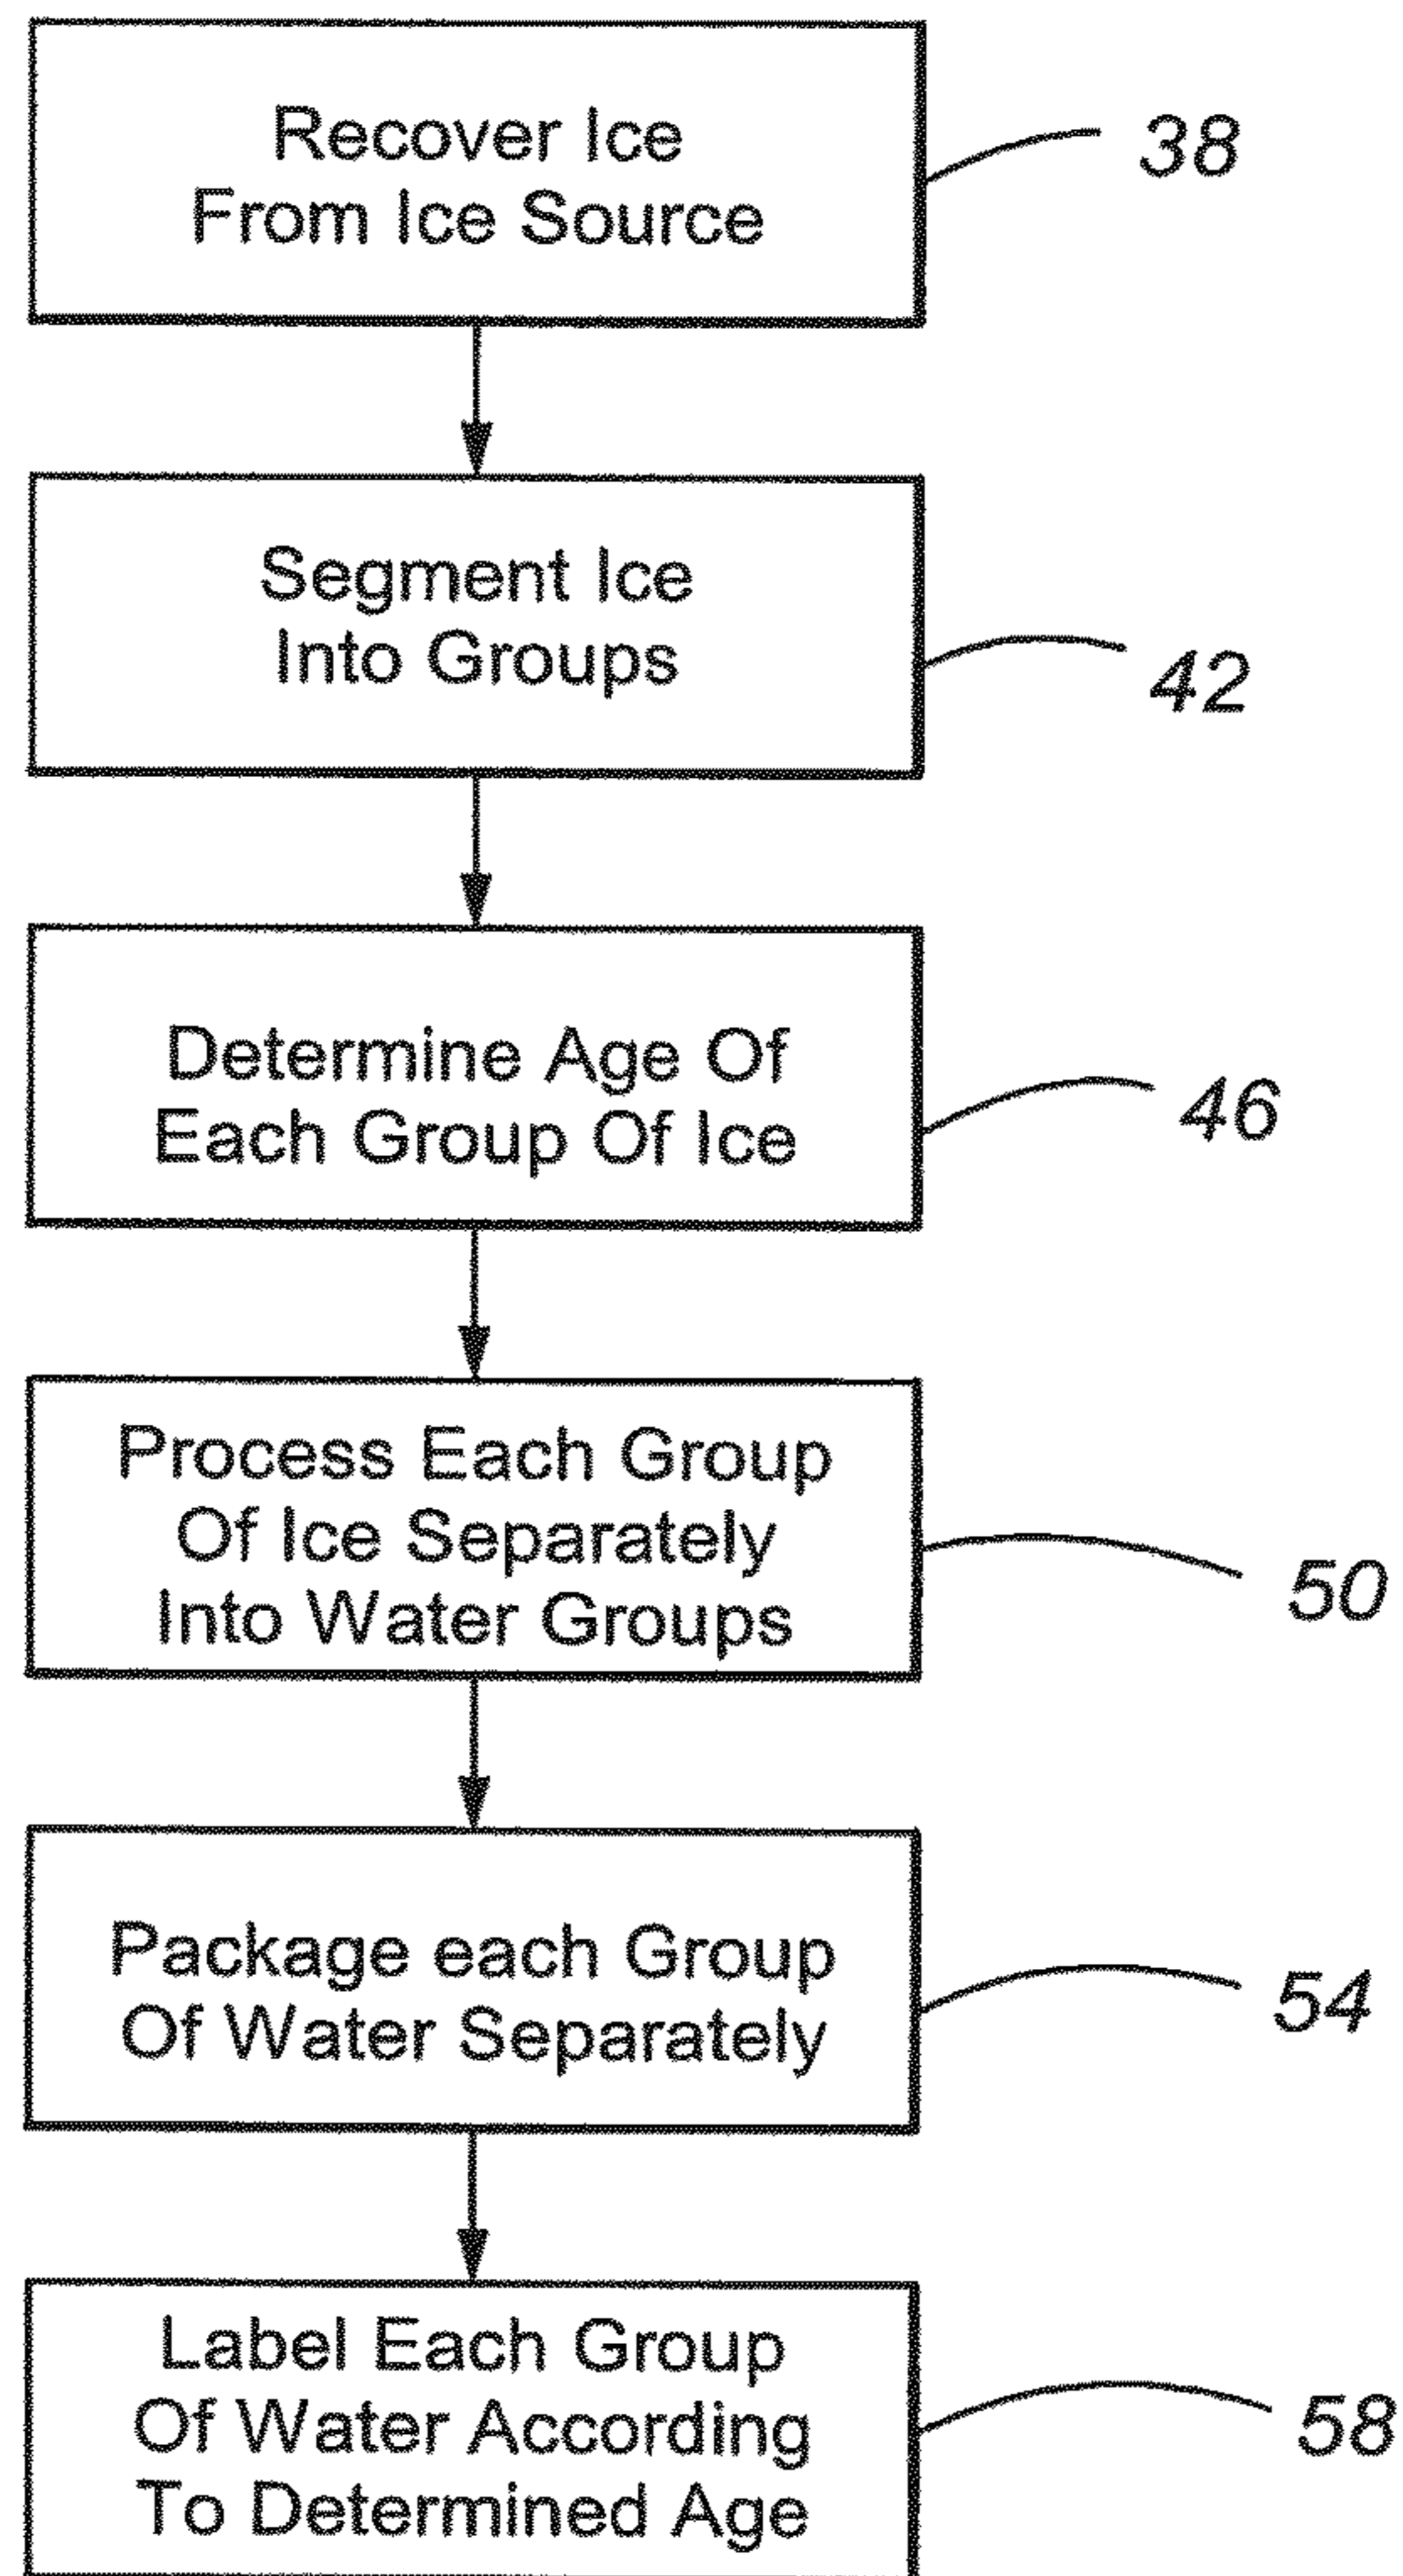 Recover Ice
From Ice Source
38
Segment Ice
Into Groups
42
Determine Age Of
Each Group Of Ice
46
Process Each Group
Of Ice Separately
Into Water Groups
50
Package each Group
Of Water Separately
54
Label Each Group
Of Water According
To Determined Age
58